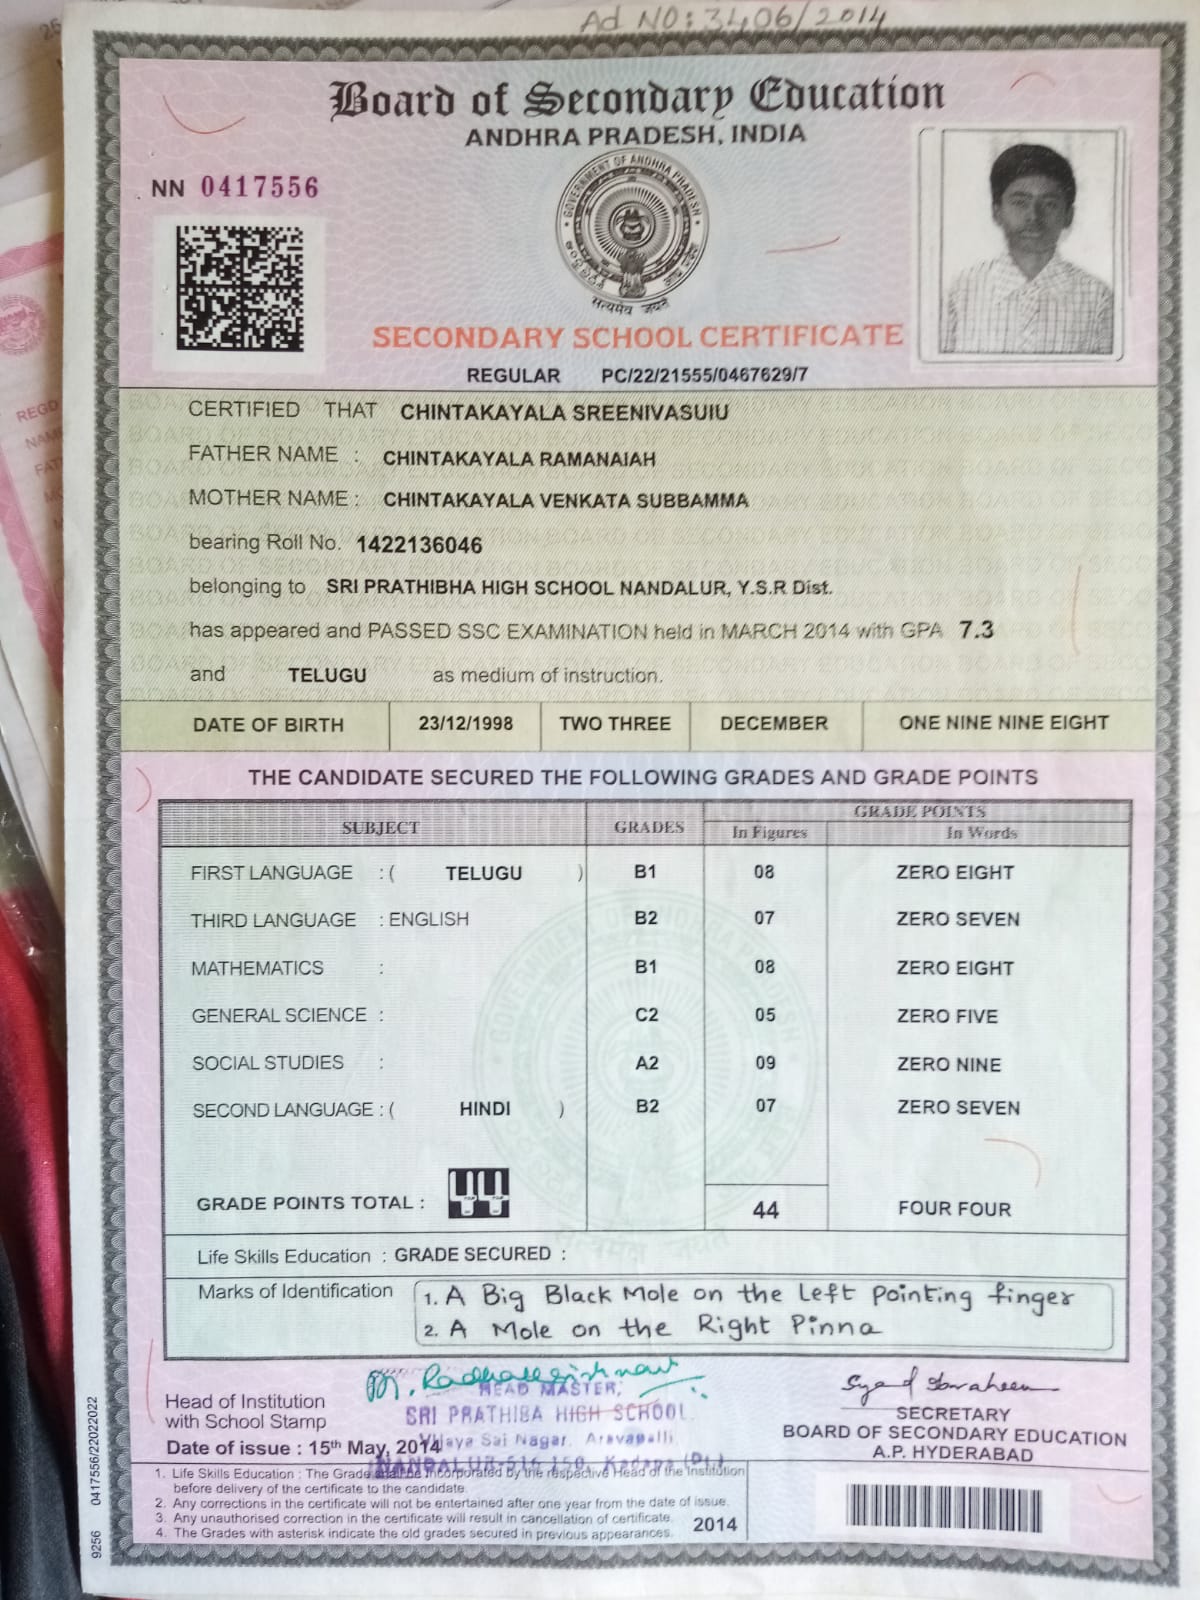 Ad NO: 3406/2014
Board of Secondary Education
ANDHRA PRADESH, INDIA
NN 0417556
GOVERNMENT OF ANDHRA PRADESH
सत्यमेव जयते
SECONDARY SCHOOL CERTIFICATE
REGULAR PC/22/21555/0467629/7
CERTIFIED THAT CHINTAKAYALA SREENIVASUIU
FATHER NAME : CHINTAKAYALA RAMANAIAH
MOTHER NAME : CHINTAKAYALA VENKATA SUBBAMMA
bearing Roll No. 1422136046
belonging to SRI PRATHIBHA HIGH SCHOOL NANDALUR, Y.S.R Dist.
has appeared and PASSED SSC EXAMINATION held in MARCH 2014 with GPA 7.3
and TELUGU as medium of instruction.
DATE OF BIRTH 23/12/1998 TWO THREE DECEMBER ONE NINE NINE EIGHT
THE CANDIDATE SECURED THE FOLLOWING GRADES AND GRADE POINTS
SUBJECT GRADES GRADE POINTS
In Figures In Words
FIRST LANGUAGE : ( TELUGU ) B1 08 ZERO EIGHT
THIRD LANGUAGE : ENGLISH B2 07 ZERO SEVEN
MATHEMATICS : B1 08 ZERO EIGHT
GENERAL SCIENCE : C2 05 ZERO FIVE
SOCIAL STUDIES : A2 09 ZERO NINE
SECOND LANGUAGE : ( HINDI ) B2 07 ZERO SEVEN
GRADE POINTS TOTAL : 44 FOUR FOUR
Life Skills Education : GRADE SECURED :
Marks of Identification
1. A Big Black Mole on the Left Pointing finger
2. A Mole on the Right Pinna
HEAD MASTER,
SRI PRATHIBA HIGH SCHOOL
Vijaya Sai Nagar, Aravapalli,
NANDALUR-516 150, Kadapa (Dt.)
Head of Institution
with School Stamp
Date of issue : 15th May, 2014
SECRETARY
BOARD OF SECONDARY EDUCATION
A.P. HYDERABAD
1. Life Skills Education : The Grade shall be incorporated by the respective Head of the Institution
before delivery of the certificate to the candidate.
2. Any corrections in the certificate will not be entertained after one year from the date of issue.
3. Any unauthorised correction in the certificate will result in cancellation of certificate.
4. The Grades with asterisk indicate the old grades secured in previous appearances.
2014
9256 0417556/22022022